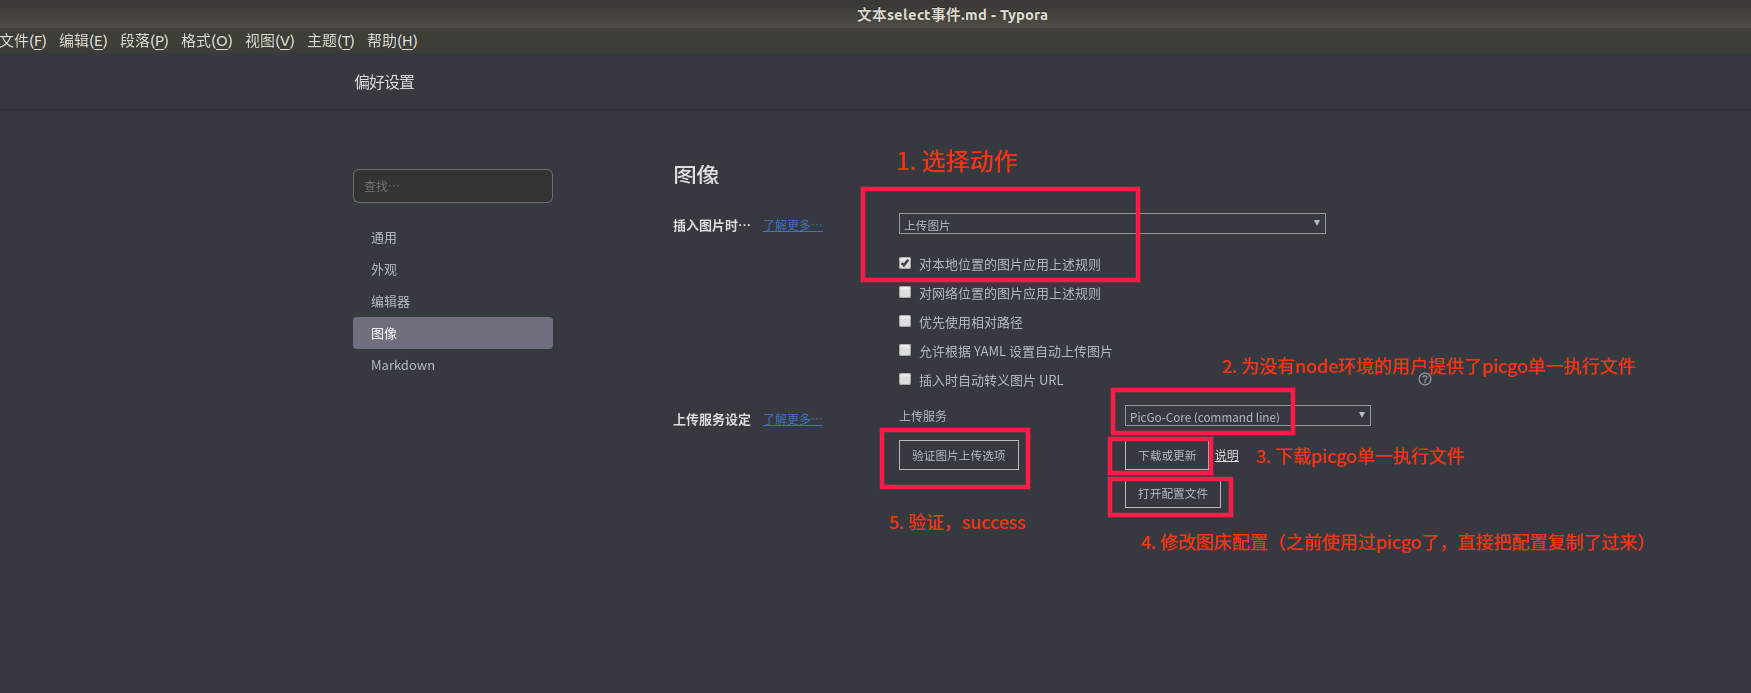 文本select事件.md - Typora
文件(F) 编辑(E) 段落(P) 格式(O) 视图(V) 主题(T) 帮助(H)
偏好设置
查找…
通用
外观
编辑器
图像
Markdown
图像
1. 选择动作
插入图片时… 了解更多…
上传图片
对本地位置的图片应用上述规则
对网络位置的图片应用上述规则
优先使用相对路径
允许根据 YAML 设置自动上传图片
插入时自动转义图片 URL
2. 为没有node环境的用户提供了picgo单一执行文件
上传服务设定 了解更多…
上传服务
PicGo-Core (command line)
验证图片上传选项
下载或更新 说明
3. 下载picgo单一执行文件
打开配置文件
5. 验证，success
4. 修改图床配置（之前使用过picgo了，直接把配置复制了过来）